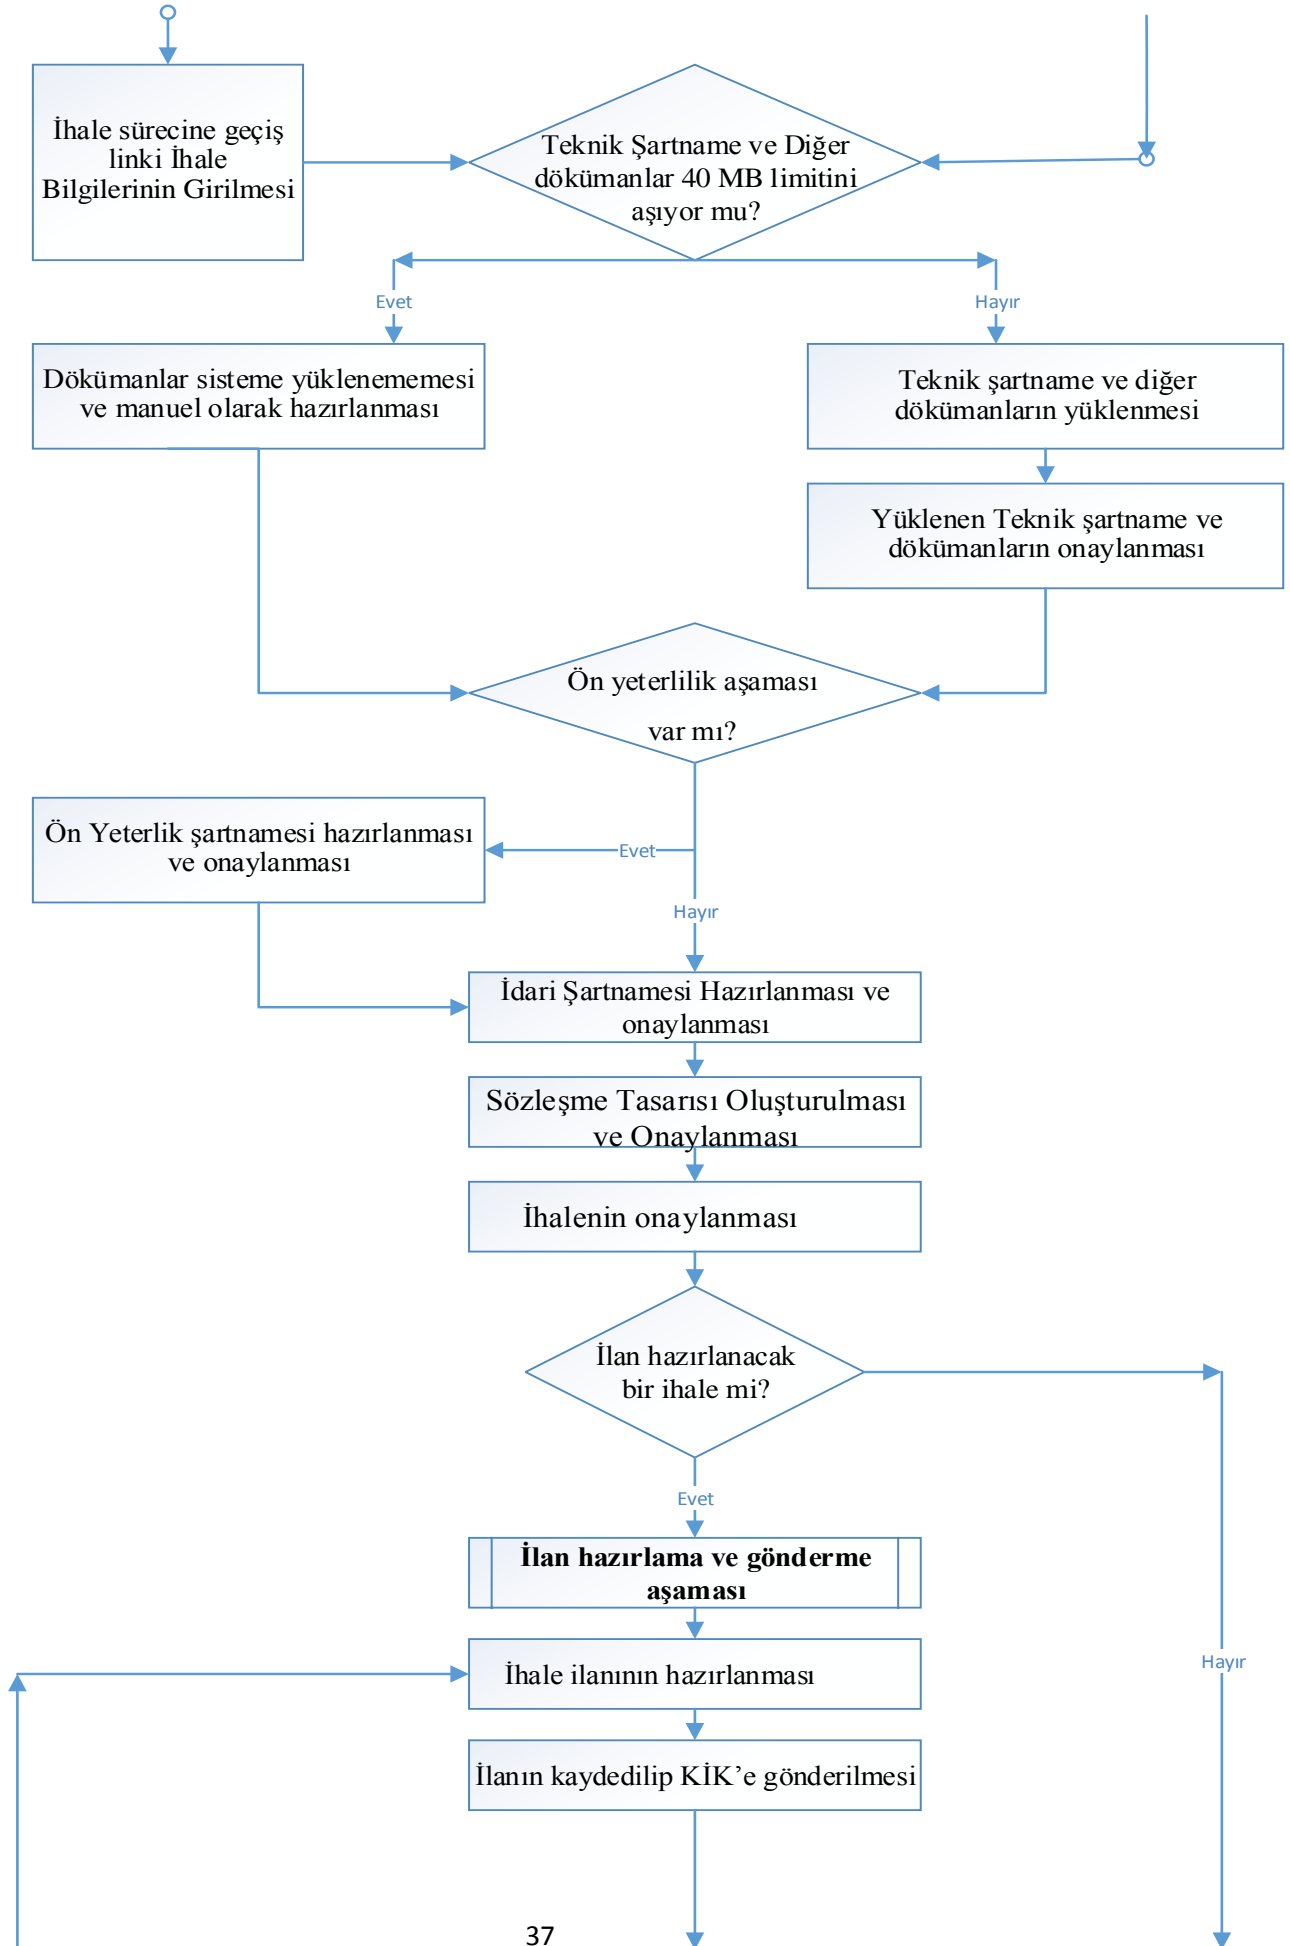 İhale sürecine geçiş
linki İhale
Bilgilerinin Girilmesi
Teknik Şartname ve Diğer
dökümanlar 40 MB limitini
aşıyor mu?
Evet
Hayır
Dökümanlar sisteme yüklenememesi
ve manuel olarak hazırlanması
Teknik şartname ve diğer
dökümanların yüklenmesi
Yüklenen Teknik şartname ve
dökümanların onaylanması
Ön yeterlilik aşaması
var mı?
Ön Yeterlik şartnamesi hazırlanması
ve onaylanması
Evet
Hayır
İdari Şartnamesi Hazırlanması ve
onaylanması
Sözleşme Tasarısı Oluşturulması
ve Onaylanması
İhalenin onaylanması
İlan hazırlanacak
bir ihale mi?
Evet
İlan hazırlama ve gönderme
aşaması
İhale ilanının hazırlanması
Hayır
İlanın kaydedilip KİK’e gönderilmesi
37